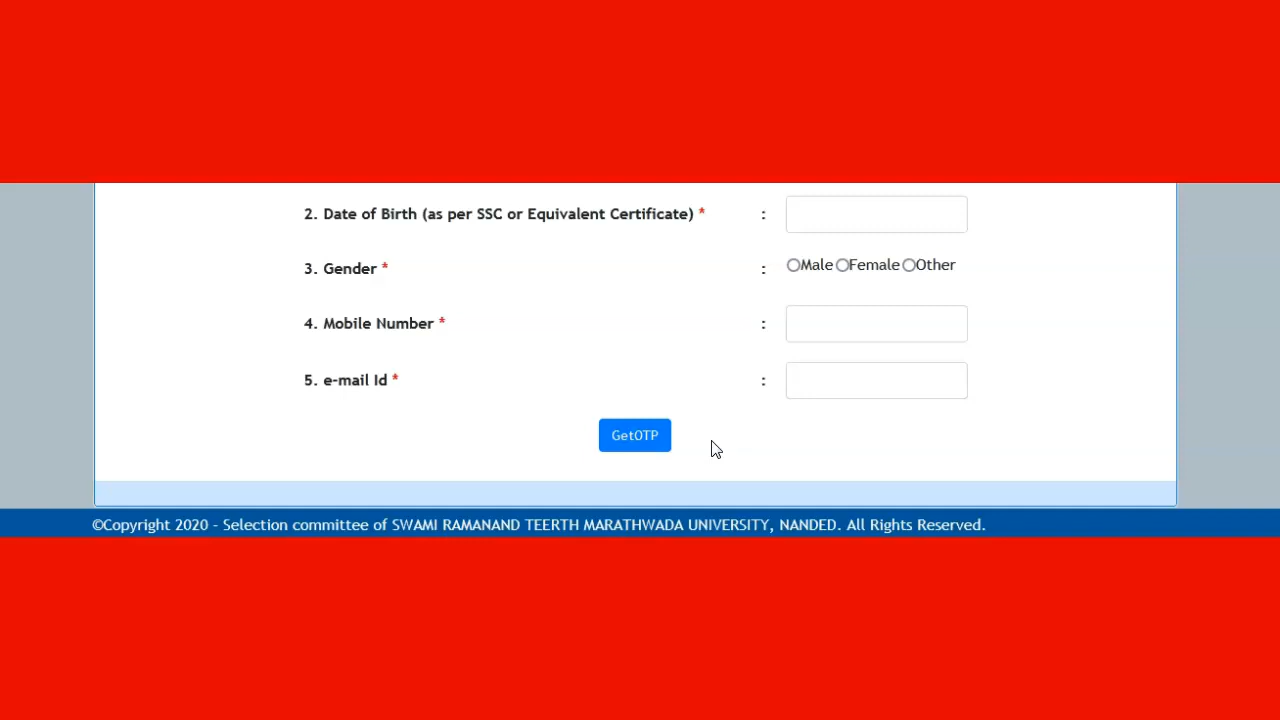 2. Date of Birth (as per SSC or Equivalent Certificate) * :
3. Gender * : Male Female Other
4. Mobile Number * :
5. e-mail Id * :
GetOTP
©Copyright 2020 - Selection committee of SWAMI RAMANAND TEERTH MARATHWADA UNIVERSITY, NANDED. All Rights Reserved.